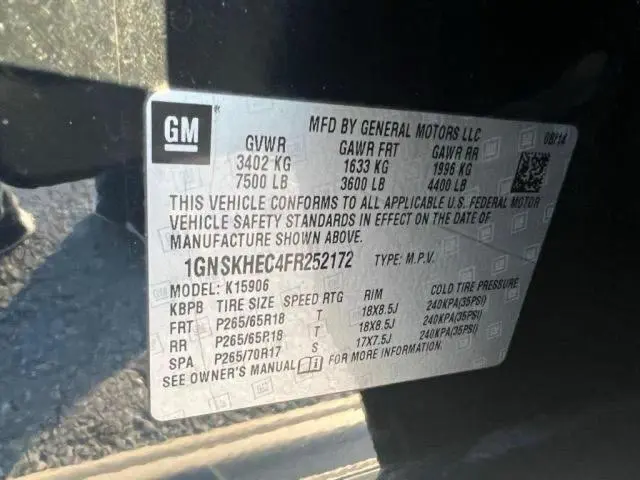 GM
MFD BY GENERAL MOTORS LLC
08/14
GVWR GAWR FRT GAWR RR
3402 KG 1633 KG 1996 KG
7500 LB 3600 LB 4400 LB
THIS VEHICLE CONFORMS TO ALL APPLICABLE U.S. FEDERAL MOTOR
VEHICLE SAFETY STANDARDS IN EFFECT ON THE DATE OF
MANUFACTURE SHOWN ABOVE.
1GNSKHEC4FR252172 TYPE: M.P.V.
MODEL: K15906
KBPB TIRE SIZE SPEED RTG RIM COLD TIRE PRESSURE
FRT P265/65R18 T 18X8.5J 240KPA(35PSI)
RR P265/65R18 T 18X8.5J 240KPA(35PSI)
SPA P265/70R17 S 17X7.5J 240KPA(35PSI)
SEE OWNER'S MANUAL FOR MORE INFORMATION.